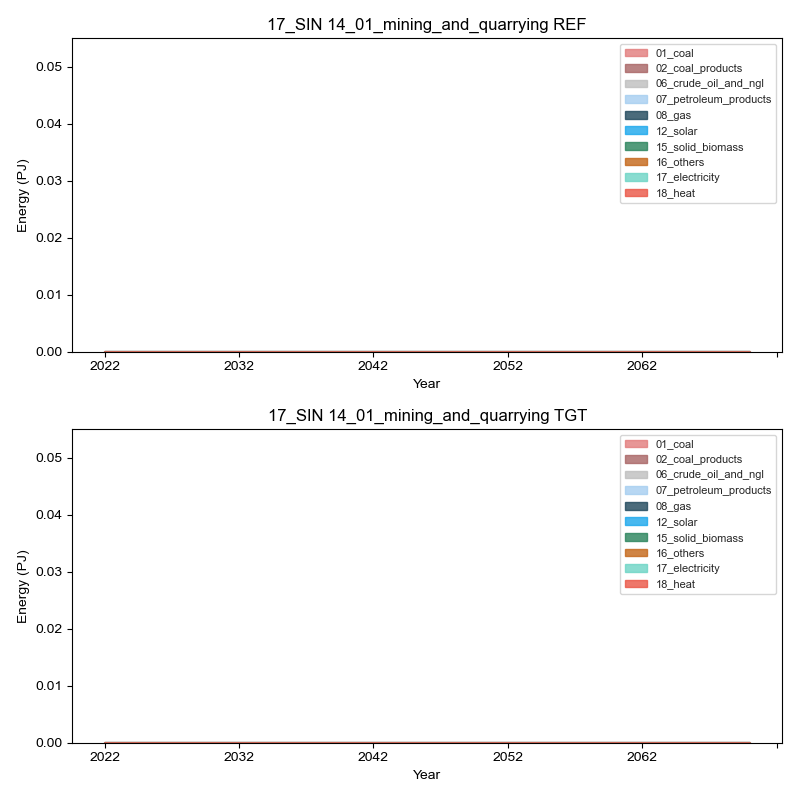 17_SIN 14_01_mining_and_quarrying REF
0.05
0.04
0.03
0.02
0.01
0.00
Energy (PJ)
01_coal
02_coal_products
06_crude_oil_and_ngl
07_petroleum_products
08_gas
12_solar
15_solid_biomass
16_others
17_electricity
18_heat
2022 2032 2042 2052 2062
Year
17_SIN 14_01_mining_and_quarrying TGT
0.05
0.04
0.03
0.02
0.01
0.00
Energy (PJ)
01_coal
02_coal_products
06_crude_oil_and_ngl
07_petroleum_products
08_gas
12_solar
15_solid_biomass
16_others
17_electricity
18_heat
2022 2032 2042 2052 2062
Year